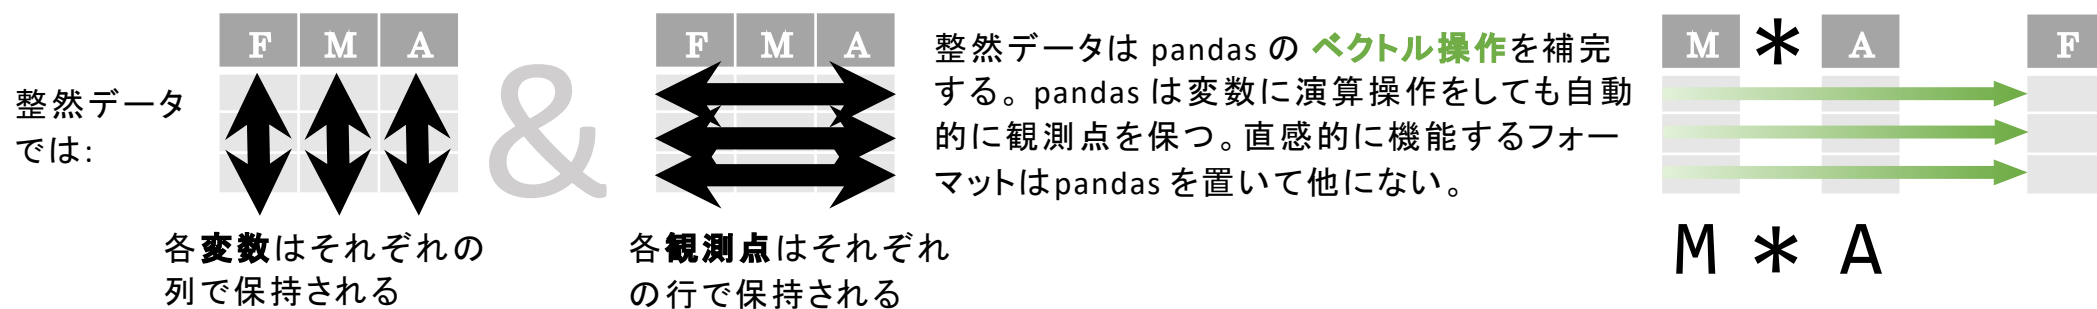 整然データ
では:
F M A
&
F M A
各変数はそれぞれの
列で保持される
各観測点はそれぞれ
の行で保持される
整然データは pandas の ベクトル操作を補完
する。pandas は変数に演算操作をしても自動
的に観測点を保つ。直感的に機能するフォー
マットはpandas を置いて他にない。
M * A F
M * A